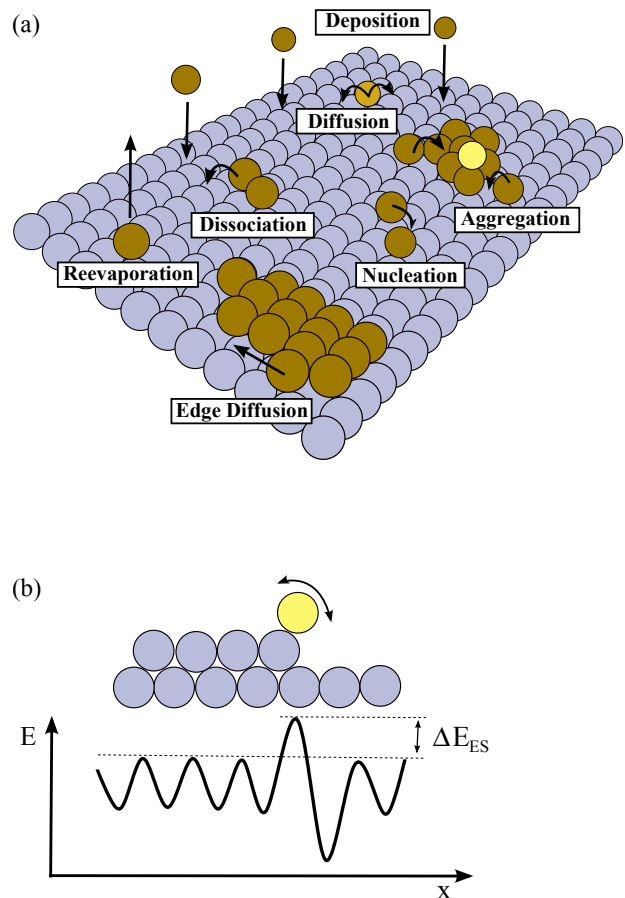 (a)
Deposition
Diffusion
Dissociation
Aggregation
Reevaporation
Nucleation
Edge Diffusion
(b)
E
ΔE_ES
x